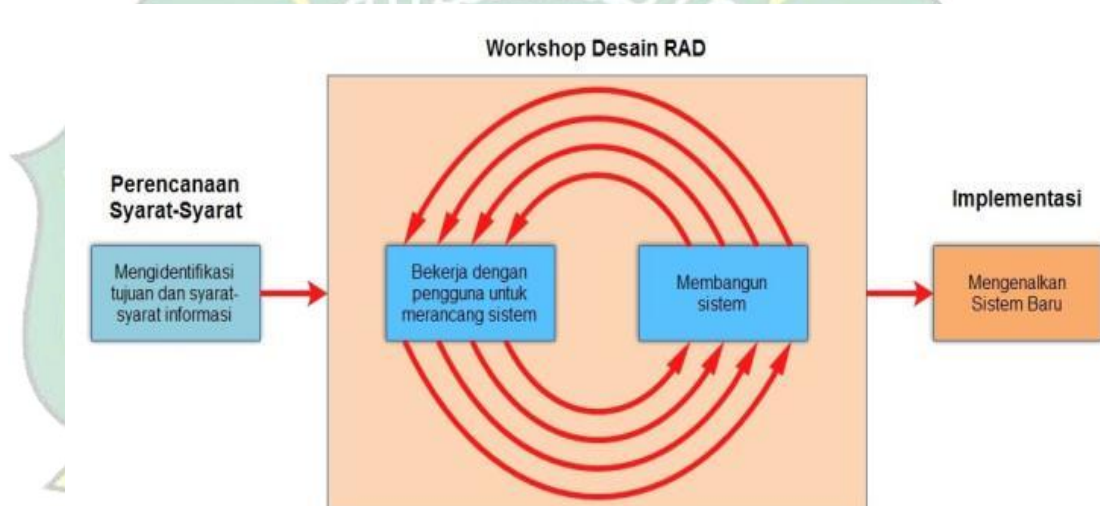 Workshop Desain RAD
Perencanaan
Syarat-Syarat
Mengidentifikasi
tujuan dan syarat-
syarat informasi
Bekerja dengan
pengguna untuk
merancang sistem
Membangun
sistem
Implementasi
Mengenalkan
Sistem Baru